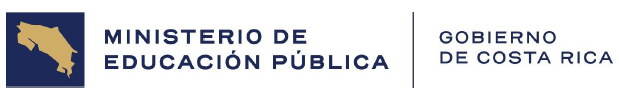 MINISTERIO DE
EDUCACIÓN PÚBLICA
GOBIERNO
DE COSTA RICA